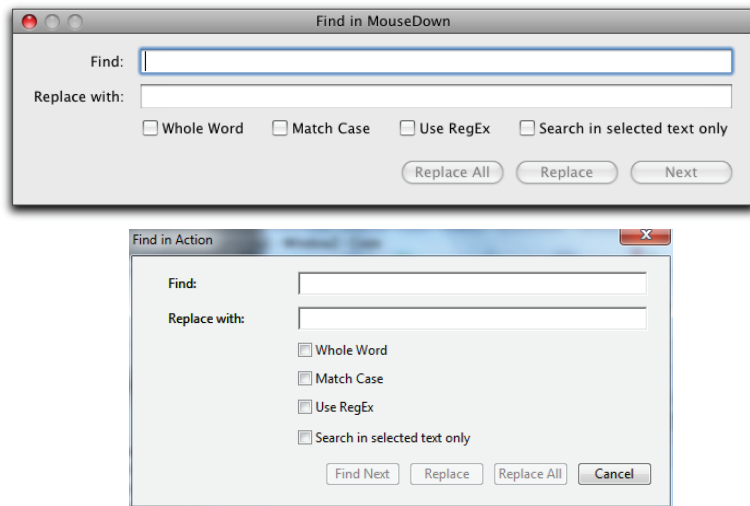 Find in MouseDown
Find:
Replace with:
Whole Word Match Case Use RegEx Search in selected text only
Replace All Replace Next
Find in Action
Find:
Replace with:
Whole Word
Match Case
Use RegEx
Search in selected text only
Find Next Replace Replace All Cancel